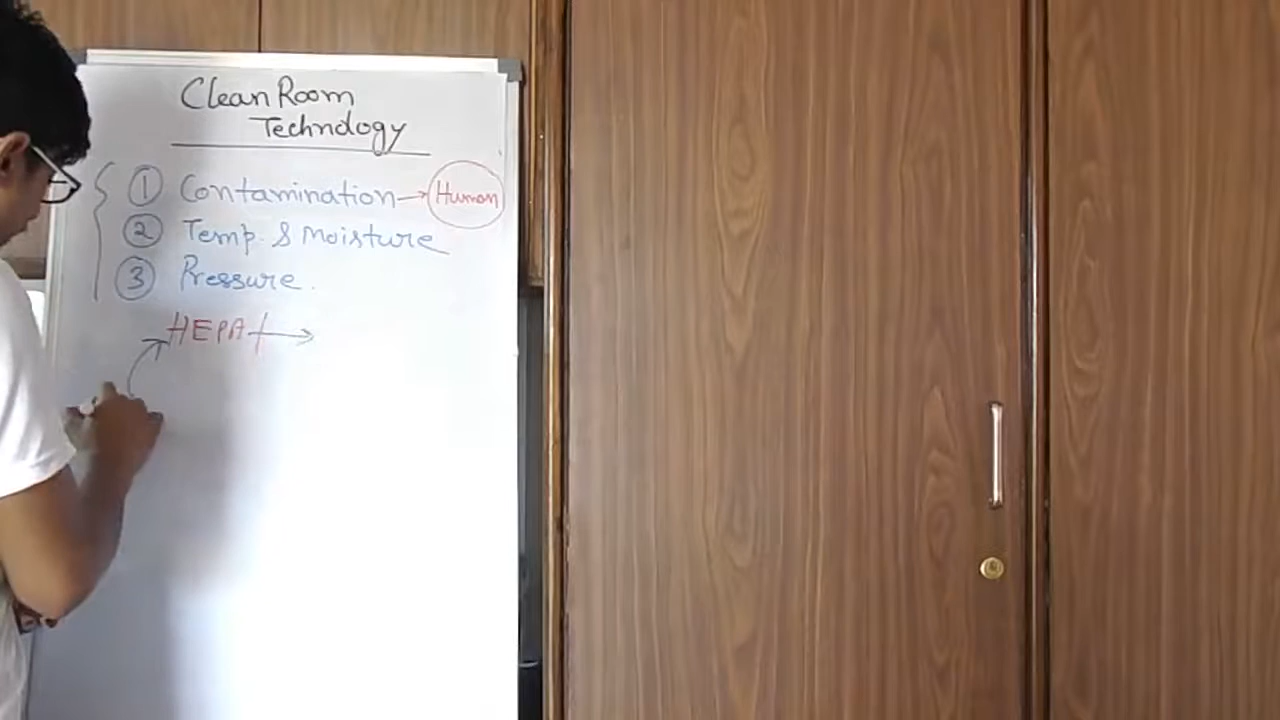 Clean Room
Technology
① Contamination → Human
② Temp. & Moisture
③ Pressure.
HEPA f →